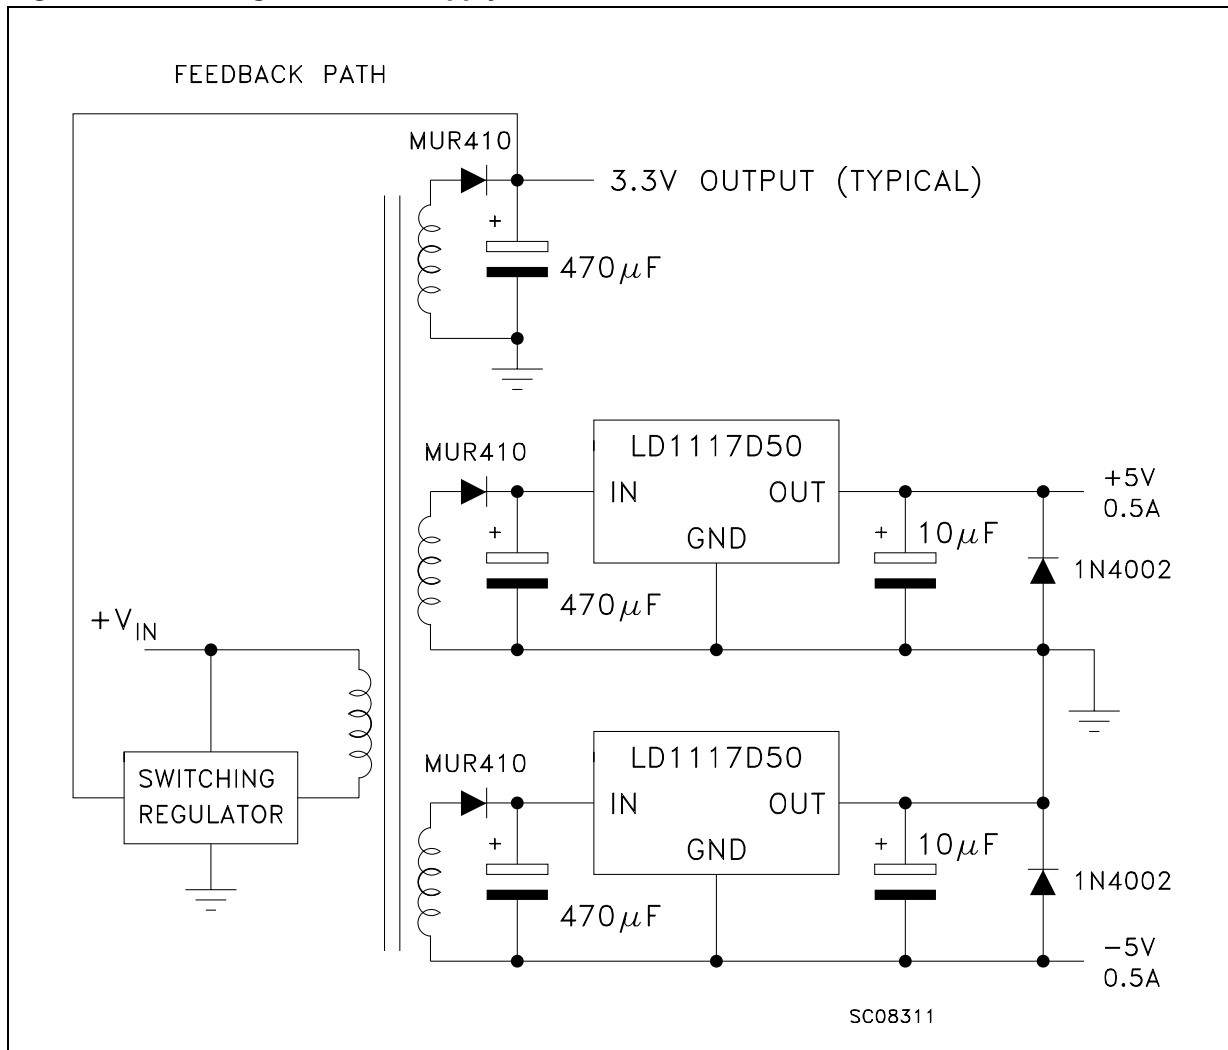 FEEDBACK PATH
MUR410
3.3V OUTPUT (TYPICAL)
+
470µF
MUR410
LD1117D50
IN
OUT
GND
+5V
0.5A
+
470µF
+
10µF
1N4002
+V_IN
SWITCHING
REGULATOR
MUR410
LD1117D50
IN
OUT
GND
+
470µF
+
10µF
1N4002
−5V
0.5A
SC08311